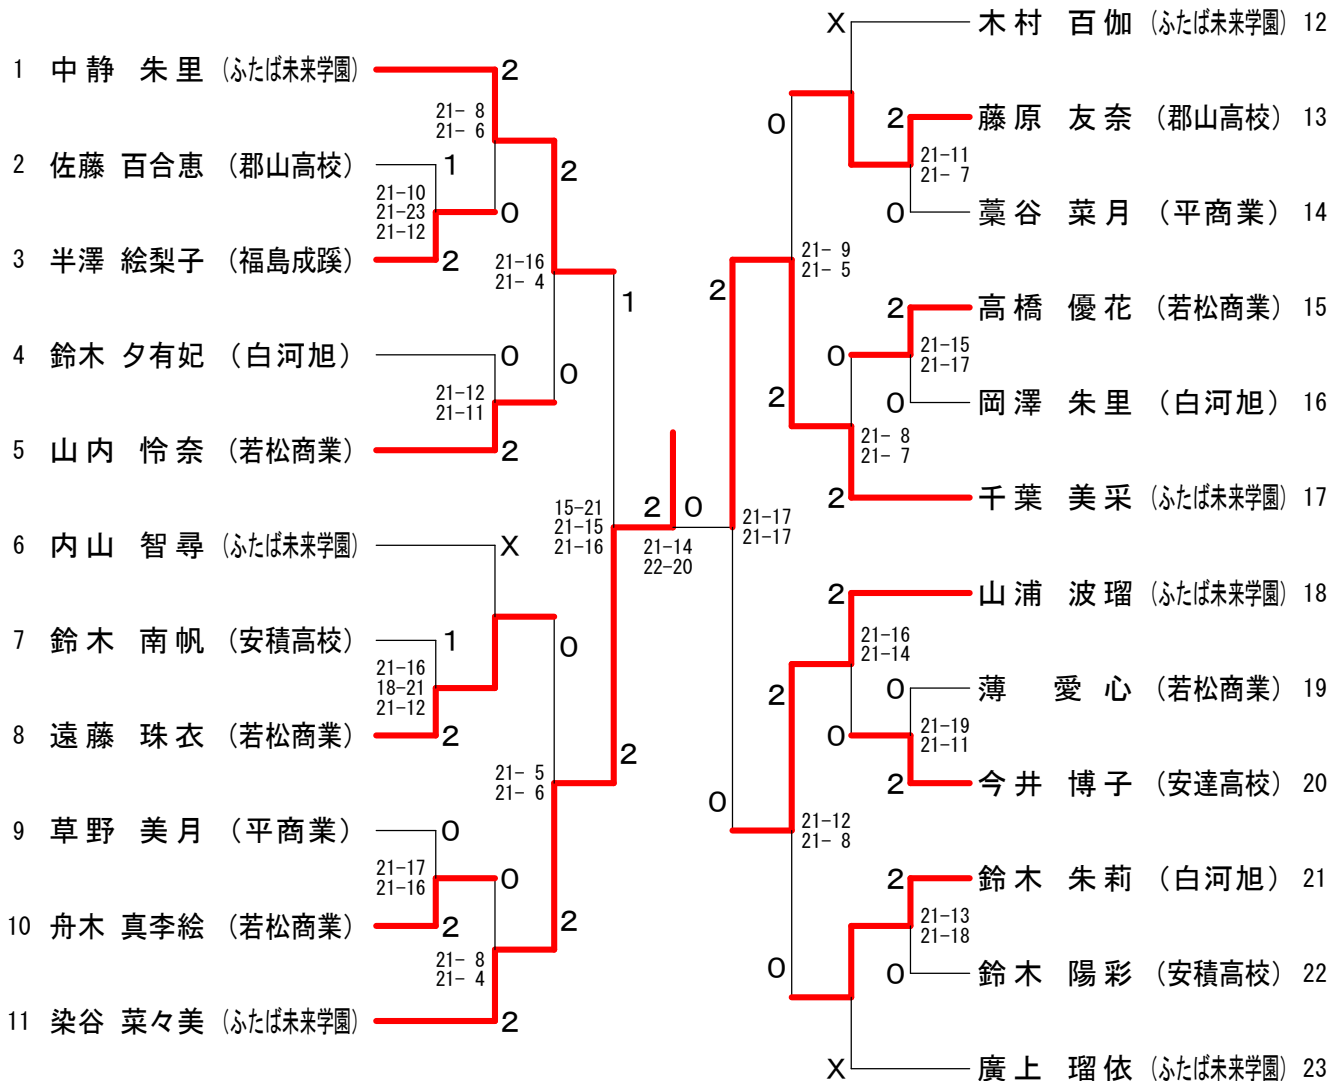 1 中静 朱里 (ふたば未来学園) 2
21- 8
21- 6
2 佐藤 百合恵 (郡山高校) 1
2
21-10
21-23
21-12
0
3 半澤 絵梨子 (福島成蹊) 2
21-16
21- 4
1
4 鈴木 夕有妃 (白河旭) 0
0
21-12
21-11
5 山内 怜奈 (若松商業) 2
15-21
21-15
21-16
2 0
21-14
22-20
6 内山 智尋 (ふたば未来学園) X
7 鈴木 南帆 (安積高校) 1
0
21-16
18-21
21-12
8 遠藤 珠衣 (若松商業) 2
2
21- 5
21- 6
9 草野 美月 (平商業) 0
21-17
21-16
0
10 舟木 真李絵 (若松商業) 2
2
21- 8
21- 4
11 染谷 菜々美 (ふたば未来学園) 2
X 木村 百伽 (ふたば未来学園) 12
0
2 藤原 友奈 (郡山高校) 13
21-11
21- 7
0 藁谷 菜月 (平商業) 14
21- 9
21- 5
2
2 高橋 優花 (若松商業) 15
0
21-15
21-17
2
0 岡澤 朱里 (白河旭) 16
21- 8
21- 7
2 千葉 美采 (ふたば未来学園) 17
21-17
21-17
2 山浦 波瑠 (ふたば未来学園) 18
21-16
21-14
2
0 薄 愛心 (若松商業) 19
0
21-19
21-11
2 今井 博子 (安達高校) 20
0
21-12
21- 8
2 鈴木 朱莉 (白河旭) 21
21-13
21-18
0
0 鈴木 陽彩 (安積高校) 22
X 廣上 瑠依 (ふたば未来学園) 23